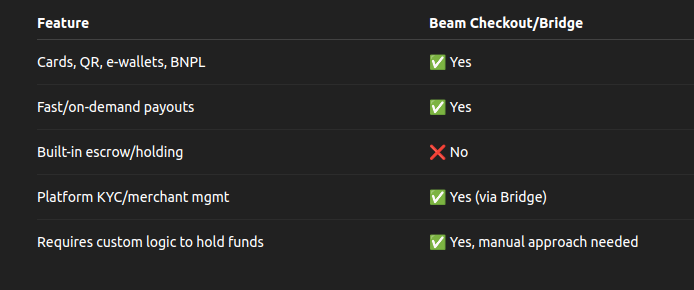 Feature Beam Checkout/Bridge
Cards, QR, e-wallets, BNPL ✅ Yes
Fast/on-demand payouts ✅ Yes
Built-in escrow/holding ❌ No
Platform KYC/merchant mgmt ✅ Yes (via Bridge)
Requires custom logic to hold funds ✅ Yes, manual approach needed